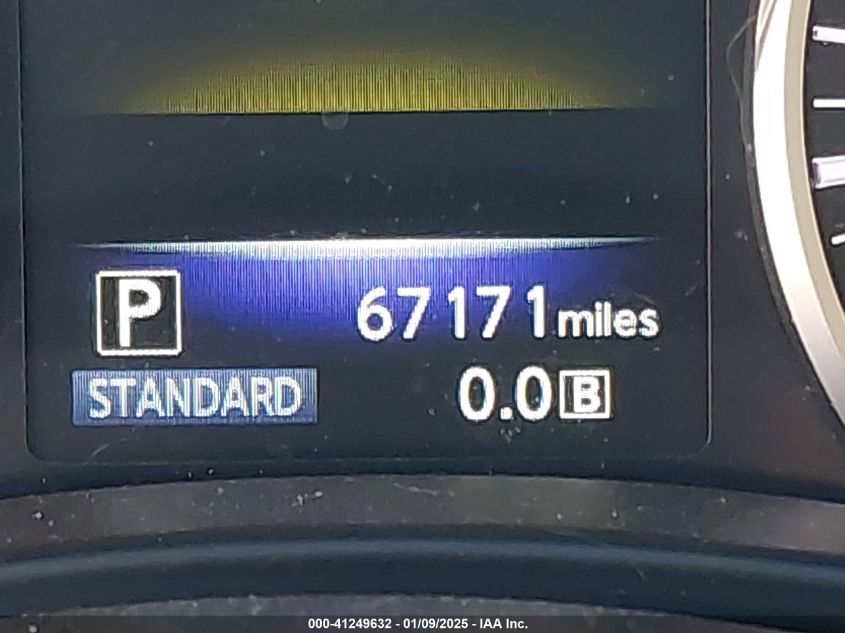 P
67171 miles
STANDARD
0.0 B
000-41249632 - 01/09/2025 - IAA Inc.